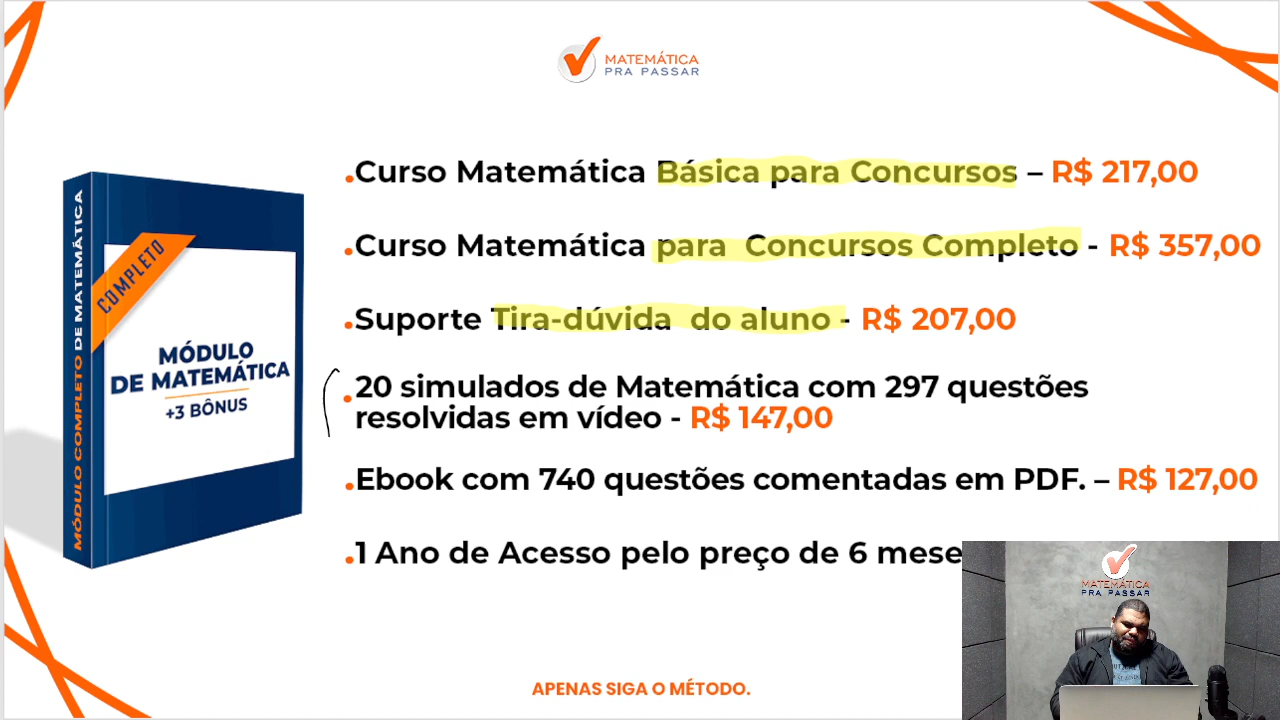 MATEMÁTICA
PRA PASSAR
.Curso Matemática Básica para Concursos – R$ 217,00
.Curso Matemática para Concursos Completo - R$ 357,00
.Suporte Tira-dúvida do aluno - R$ 207,00
.20 simulados de Matemática com 297 questões
resolvidas em vídeo - R$ 147,00
.Ebook com 740 questões comentadas em PDF. – R$ 127,00
.1 Ano de Acesso pelo preço de 6 mese
MÓDULO COMPLETO DE MATEMÁTICA
COMPLETO
MÓDULO
DE MATEMÁTICA
+3 BÔNUS
MATEMÁTICA
PRA PASSAR
APENAS SIGA O MÉTODO.